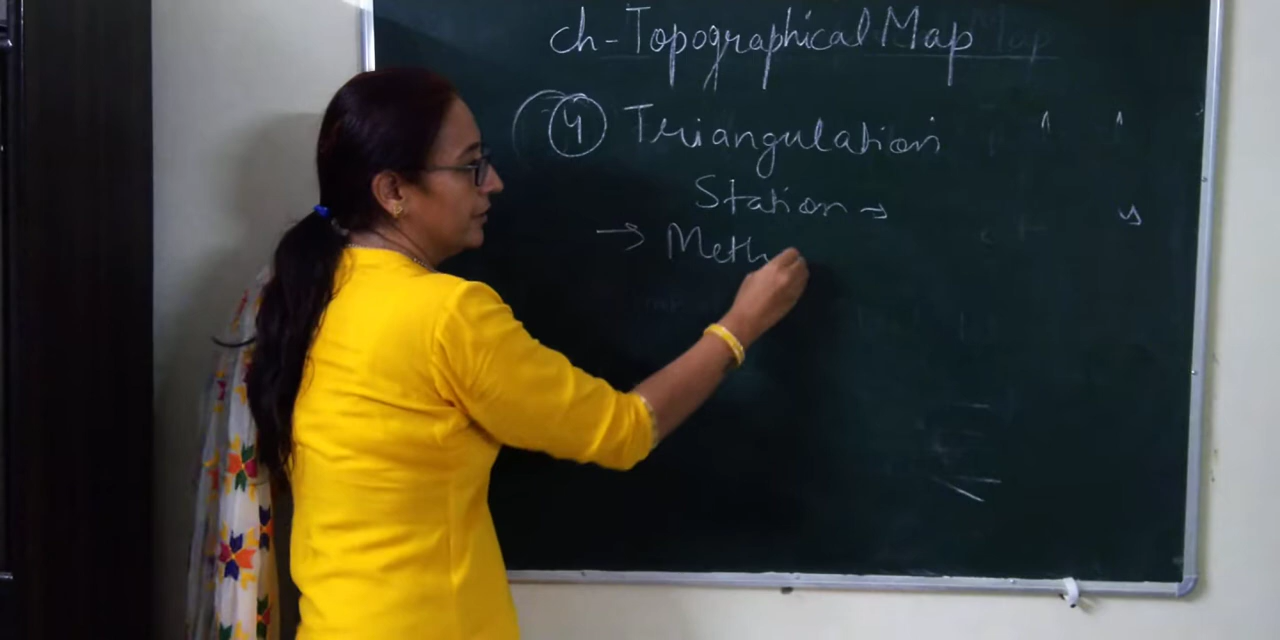 ch-Topographical Map
4 Triangulation
Station →
→ Meth